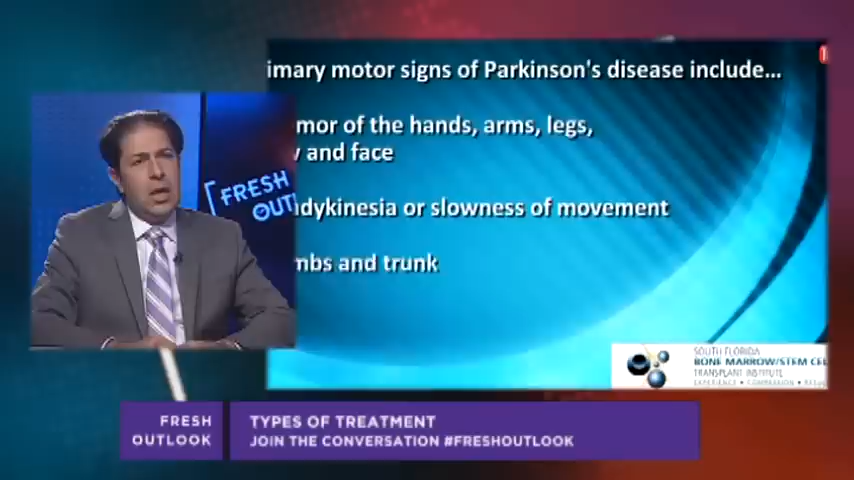 imary motor signs of Parkinson's disease include...
mor of the hands, arms, legs,
w and face
dykinesia or slowness of movement
mbs and trunk
[FRESH
OUT
SOUTH FLORIDA
BONE MARROW/STEM CEL
TRANSPLANT INSTITUTE
EXPERIENCE • COMPASSION •
FRESH
OUTLOOK
TYPES OF TREATMENT
JOIN THE CONVERSATION #FRESHOUTLOOK